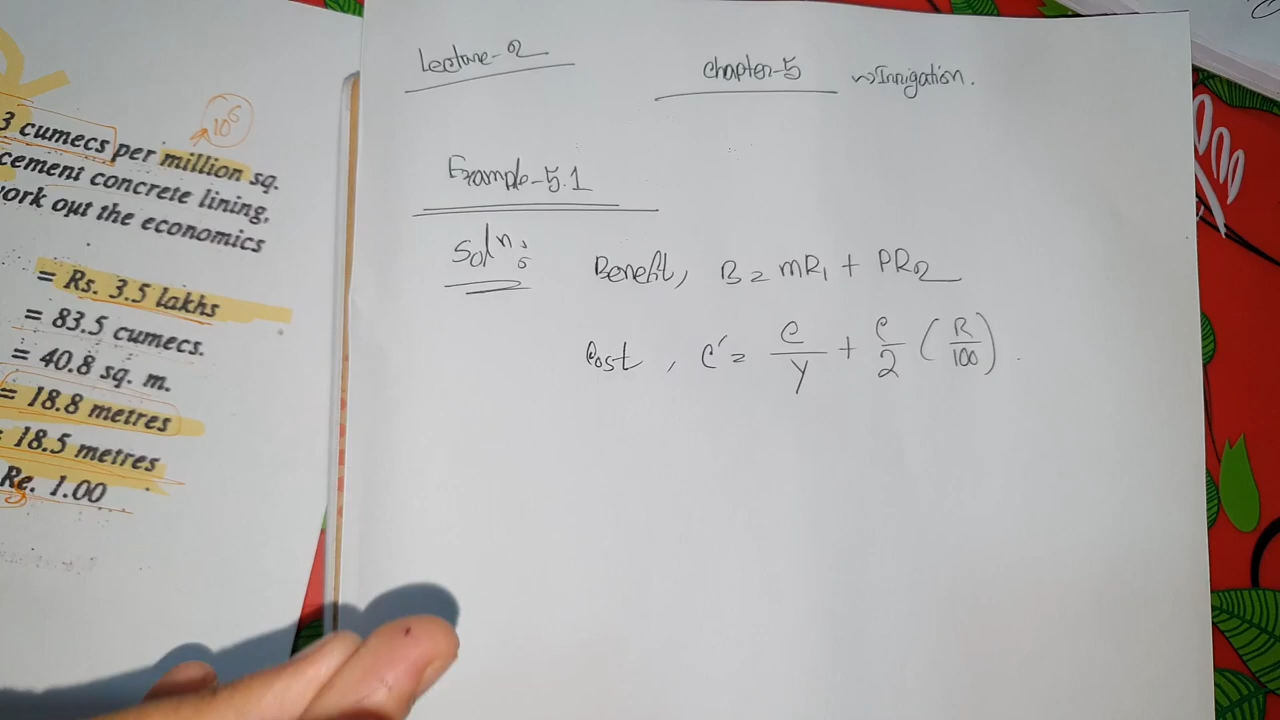 3 cumecs per million sq.
10⁶
cement concrete lining,
work out the economics
= Rs. 3.5 lakhs
= 83.5 cumecs.
= 40.8 sq. m.
= 18.8 metres
= 18.5 metres
Re. 1.00
Lecture-2
Chapter-5 → Irrigation.
Example-5.1
Solⁿ:
Benefit, B = mR₁ + PR₂
Cost, C' = C/Y + C/2 (R/100).